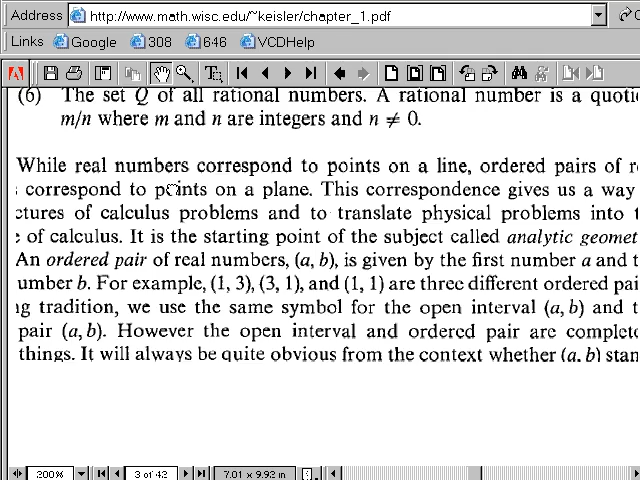 Address http://www.math.wisc.edu/~keisler/chapter_1.pdf
Links Google 308 646 VCDHelp
(6) The set Q of all rational numbers. A rational number is a quoti
m/n where m and n are integers and n ≠ 0.
While real numbers correspond to points on a line, ordered pairs of r
correspond to points on a plane. This correspondence gives us a way
ctures of calculus problems and to translate physical problems into t
e of calculus. It is the starting point of the subject called analytic geomet
An ordered pair of real numbers, (a, b), is given by the first number a and t
umber b. For example, (1, 3), (3, 1), and (1, 1) are three different ordered pai
ng tradition, we use the same symbol for the open interval (a, b) and t
pair (a, b). However the open interval and ordered pair are complete
things. It will always be quite obvious from the context whether (a, b) stan
200% 3 of 42 7.01 x 9.92 in